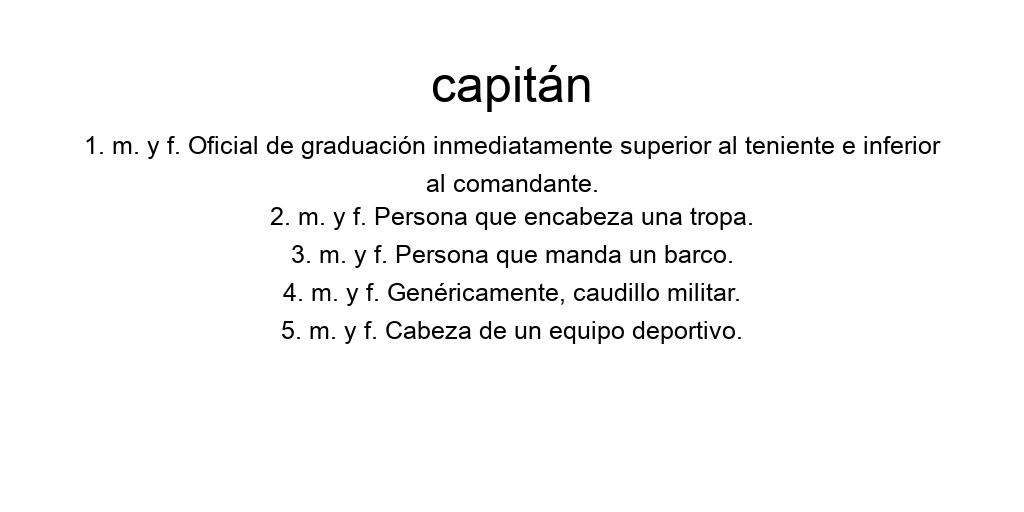 capitán
1. m. y f. Oficial de graduación inmediatamente superior al teniente e inferior
al comandante.
2. m. y f. Persona que encabeza una tropa.
3. m. y f. Persona que manda un barco.
4. m. y f. Genéricamente, caudillo militar.
5. m. y f. Cabeza de un equipo deportivo.